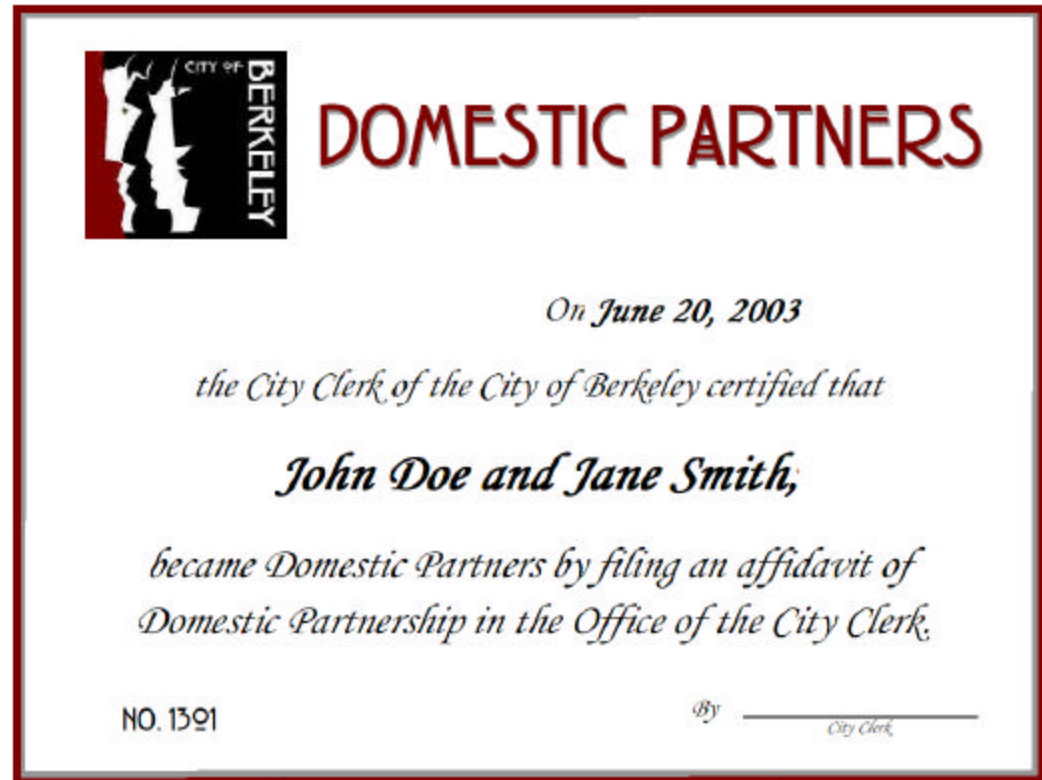 CITY OF
BERKELEY
DOMESTIC PARTNERS
On June 20, 2003
the City Clerk of the City of Berkeley certified that
John Doe and Jane Smith,
became Domestic Partners by filing an affidavit of
Domestic Partnership in the Office of the City Clerk.
NO. 1301
By
City Clerk